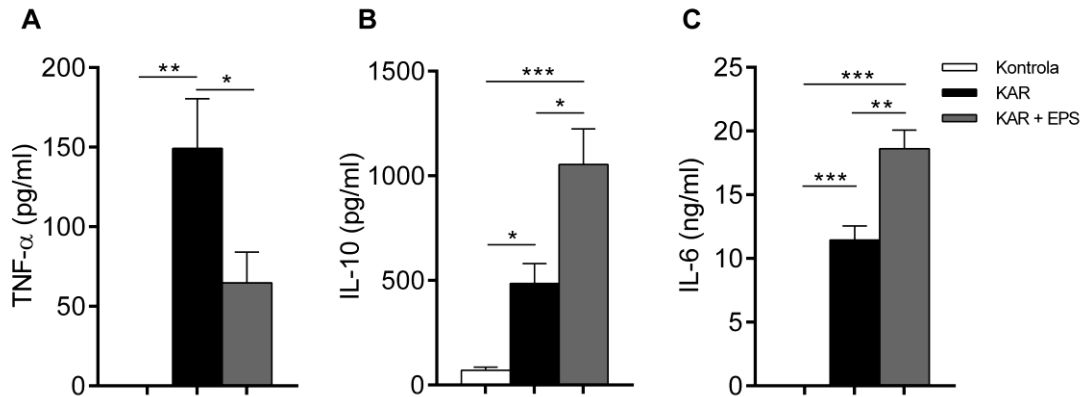 A
TNF-α (pg/ml)
200
150
100
50
0
**
*
B
IL-10 (pg/ml)
1500
1000
500
0
***
*
*
C
IL-6 (ng/ml)
25
20
15
10
5
0
***
**
***
Kontrola
KAR
KAR + EPS